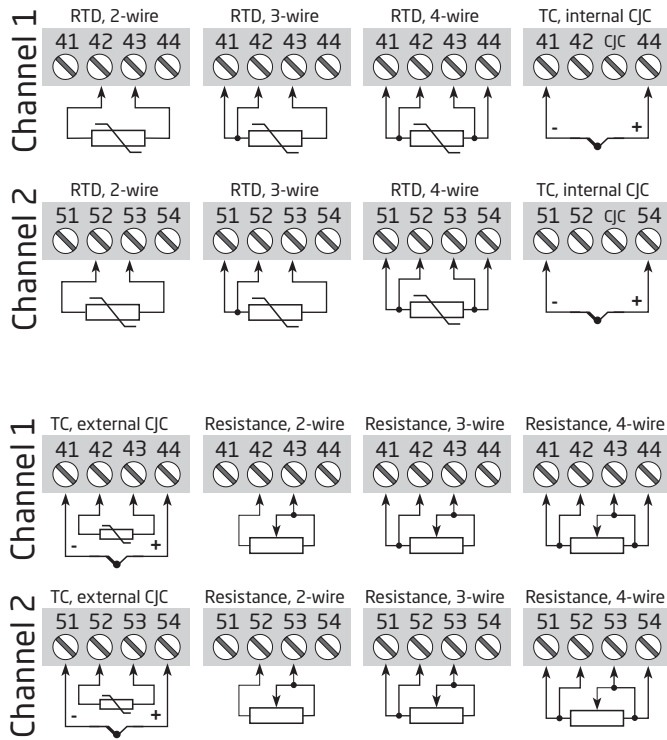 Channel 1
RTD, 2-wire RTD, 3-wire RTD, 4-wire TC, internal CJC
41 42 43 44 41 42 43 44 41 42 43 44 41 42 CJC 44
- +
Channel 2
RTD, 2-wire RTD, 3-wire RTD, 4-wire TC, internal CJC
51 52 53 54 51 52 53 54 51 52 53 54 51 52 CJC 54
- +
Channel 1
TC, external CJC Resistance, 2-wire Resistance, 3-wire Resistance, 4-wire
41 42 43 44 41 42 43 44 41 42 43 44 41 42 43 44
- +
Channel 2
TC, external CJC Resistance, 2-wire Resistance, 3-wire Resistance, 4-wire
51 52 53 54 51 52 53 54 51 52 53 54 51 52 53 54
- +